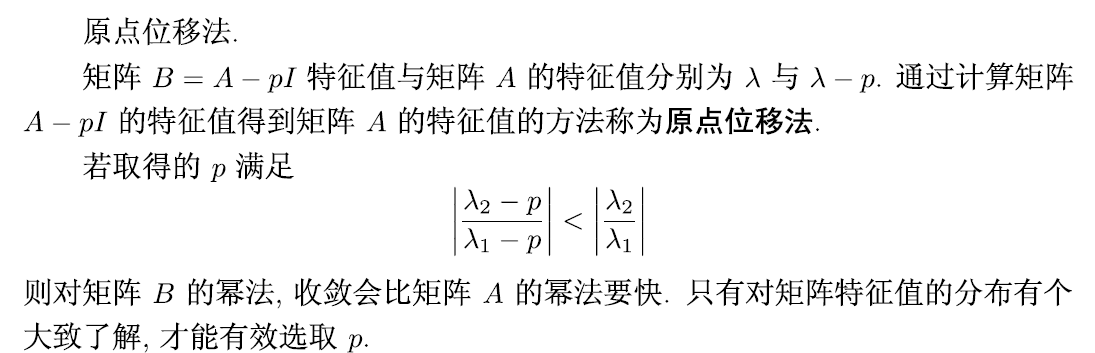 原点位移法.
矩阵 $B = A - pI$ 特征值与矩阵 $A$ 的特征值分别为 $\lambda$ 与 $\lambda - p$. 通过计算矩阵
$A - pI$ 的特征值得到矩阵 $A$ 的特征值的方法称为原点位移法.
若取得的 $p$ 满足
$$\left|\frac{\lambda_2 - p}{\lambda_1 - p}\right| < \left|\frac{\lambda_2}{\lambda_1}\right|$$
则对矩阵 $B$ 的幂法, 收敛会比矩阵 $A$ 的幂法要快. 只有对矩阵特征值的分布有个
大致了解, 才能有效选取 $p$.